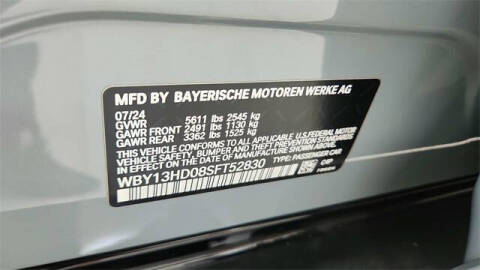 MFD BY BAYERISCHE MOTOREN WERKE AG
07/24
GVWR 5611 lbs 2545 kg
GAWR FRONT 2491 lbs 1130 kg
GAWR REAR 3362 lbs 1525 kg
THIS VEHICLE CONFORMS TO ALL APPLICABLE U.S.FEDERAL MOTOR
VEHICLE SAFETY, BUMPER, AND THEFT PREVENTION STANDARDS
IN EFFECT ON THE DATE OF MANUFACTURE SHOWN ABOVE.
WBY13HD08SFT52830 TYPE: PASSENGER CAR